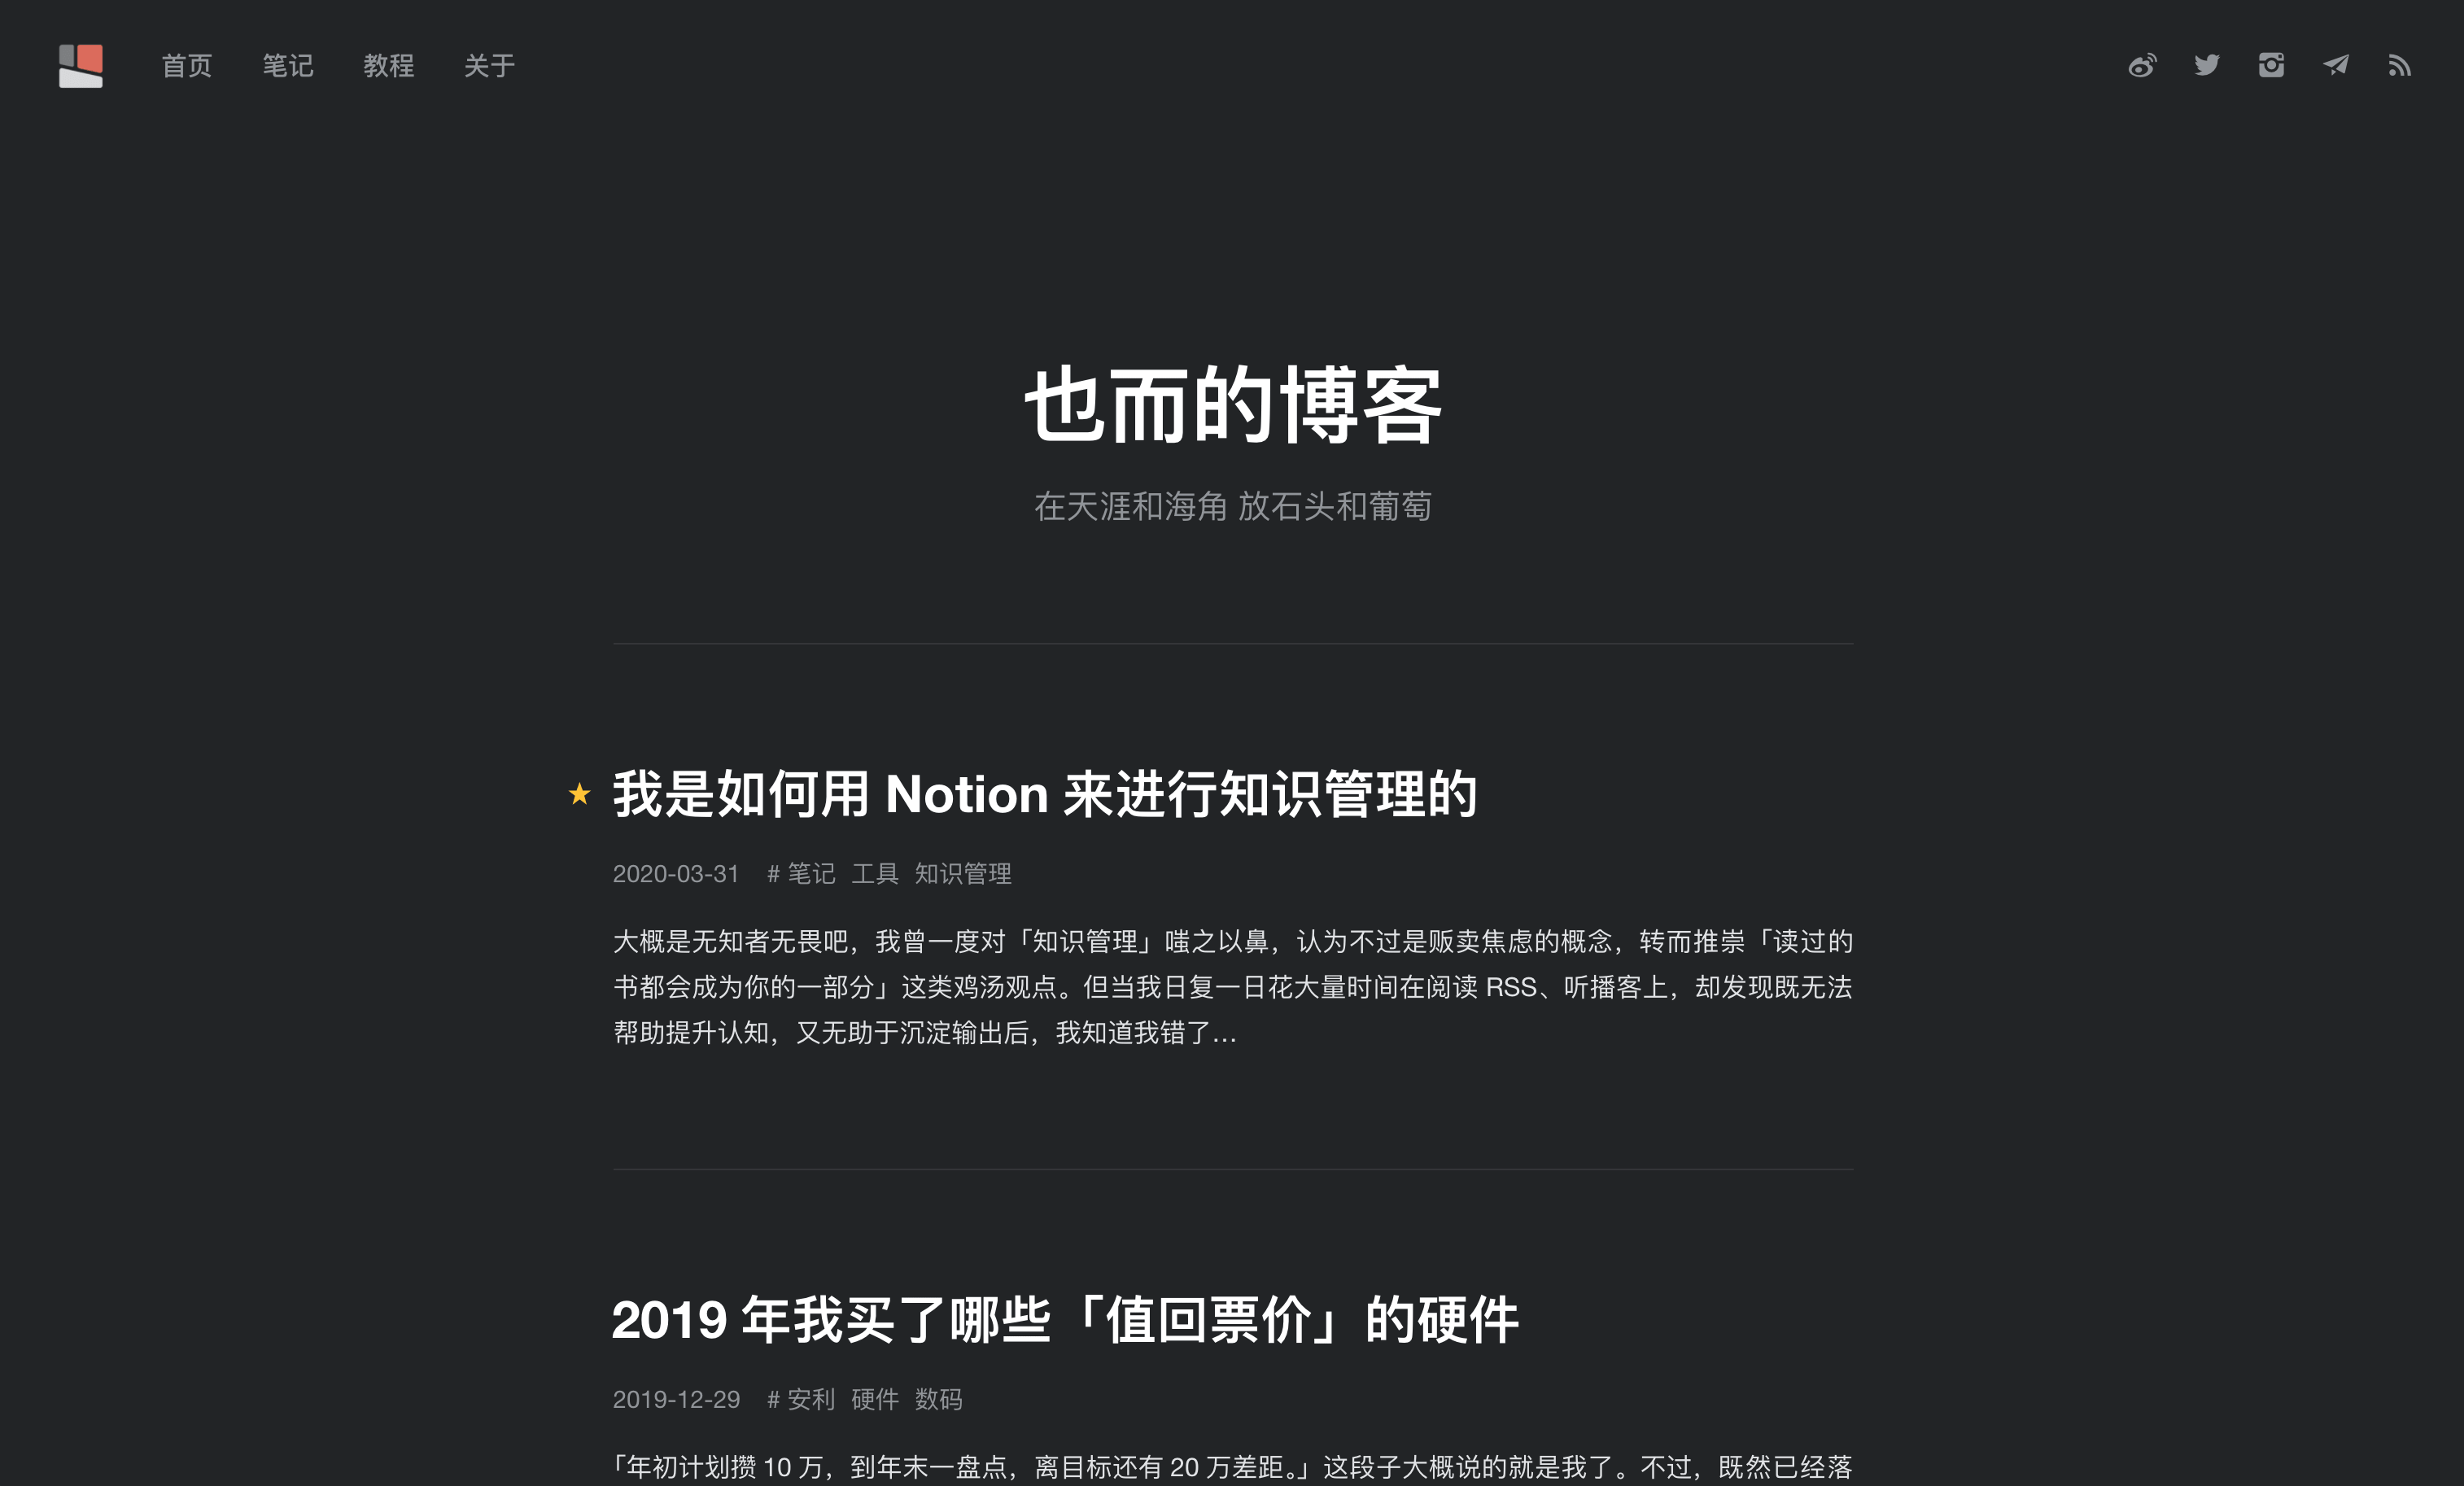 首页 笔记 教程 关于
也而的博客
在天涯和海角 放石头和葡萄
我是如何用 Notion 来进行知识管理的
2020-03-31 # 笔记 工具 知识管理
大概是无知者无畏吧，我曾一度对「知识管理」嗤之以鼻，认为不过是贩卖焦虑的概念，转而推崇「读过的
书都会成为你的一部分」这类鸡汤观点。但当我日复一日花大量时间在阅读 RSS、听播客上，却发现既无法
帮助提升认知，又无助于沉淀输出后，我知道我错了…
2019 年我买了哪些「值回票价」的硬件
2019-12-29 # 安利 硬件 数码
「年初计划攒 10 万，到年末一盘点，离目标还有 20 万差距。」这段子大概说的就是我了。不过，既然已经落